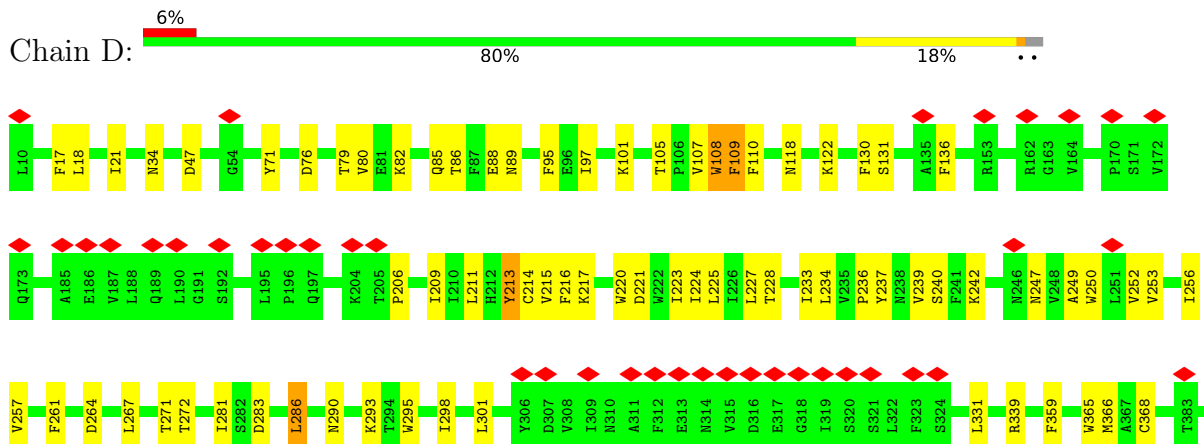 6%
Chain D:
80% 18% • •
L10 F17 L18 I21 N34 D47 G54 Y71 D76 T79 V80 E81 K82 Q85 T86 F87 E88 N89 F95 E96 I97 K101 T105 P106 V107 W108 F109 F110 N118 K122 F130 S131 A135 F136 R153 R162 G163 V164 P170 S171 V172
Q173 A185 E186 V187 L188 Q189 L190 G191 S192 L195 P196 Q197 K204 T205 P206 I209 I210 L211 H212 Y213 C214 V215 F216 K217 W220 D221 W222 I223 I224 L225 I226 L227 T228 I233 L234 V235 P236 Y237 N238 V239 S240 F241 K242 N246 N247 V248 A249 W250 L251 V252 V253 I256
V257 F261 D264 L267 T271 T272 I281 S282 D283 L286 N290 K293 T294 W295 I298 L301 Y306 D307 V308 I309 N310 A311 F312 E313 N314 V315 D316 E317 G318 I319 S320 S321 L322 F323 S324 L331 R339 F359 W365 M366 A367 C368 T383